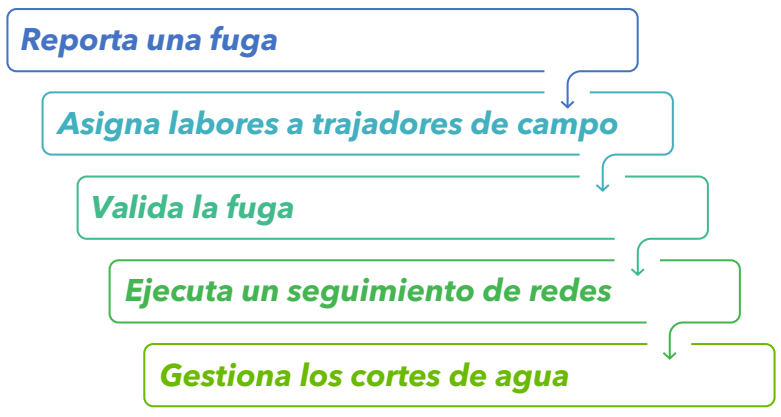 Reporta una fuga
Asigna labores a trajadores de campo
Valida la fuga
Ejecuta un seguimiento de redes
Gestiona los cortes de agua